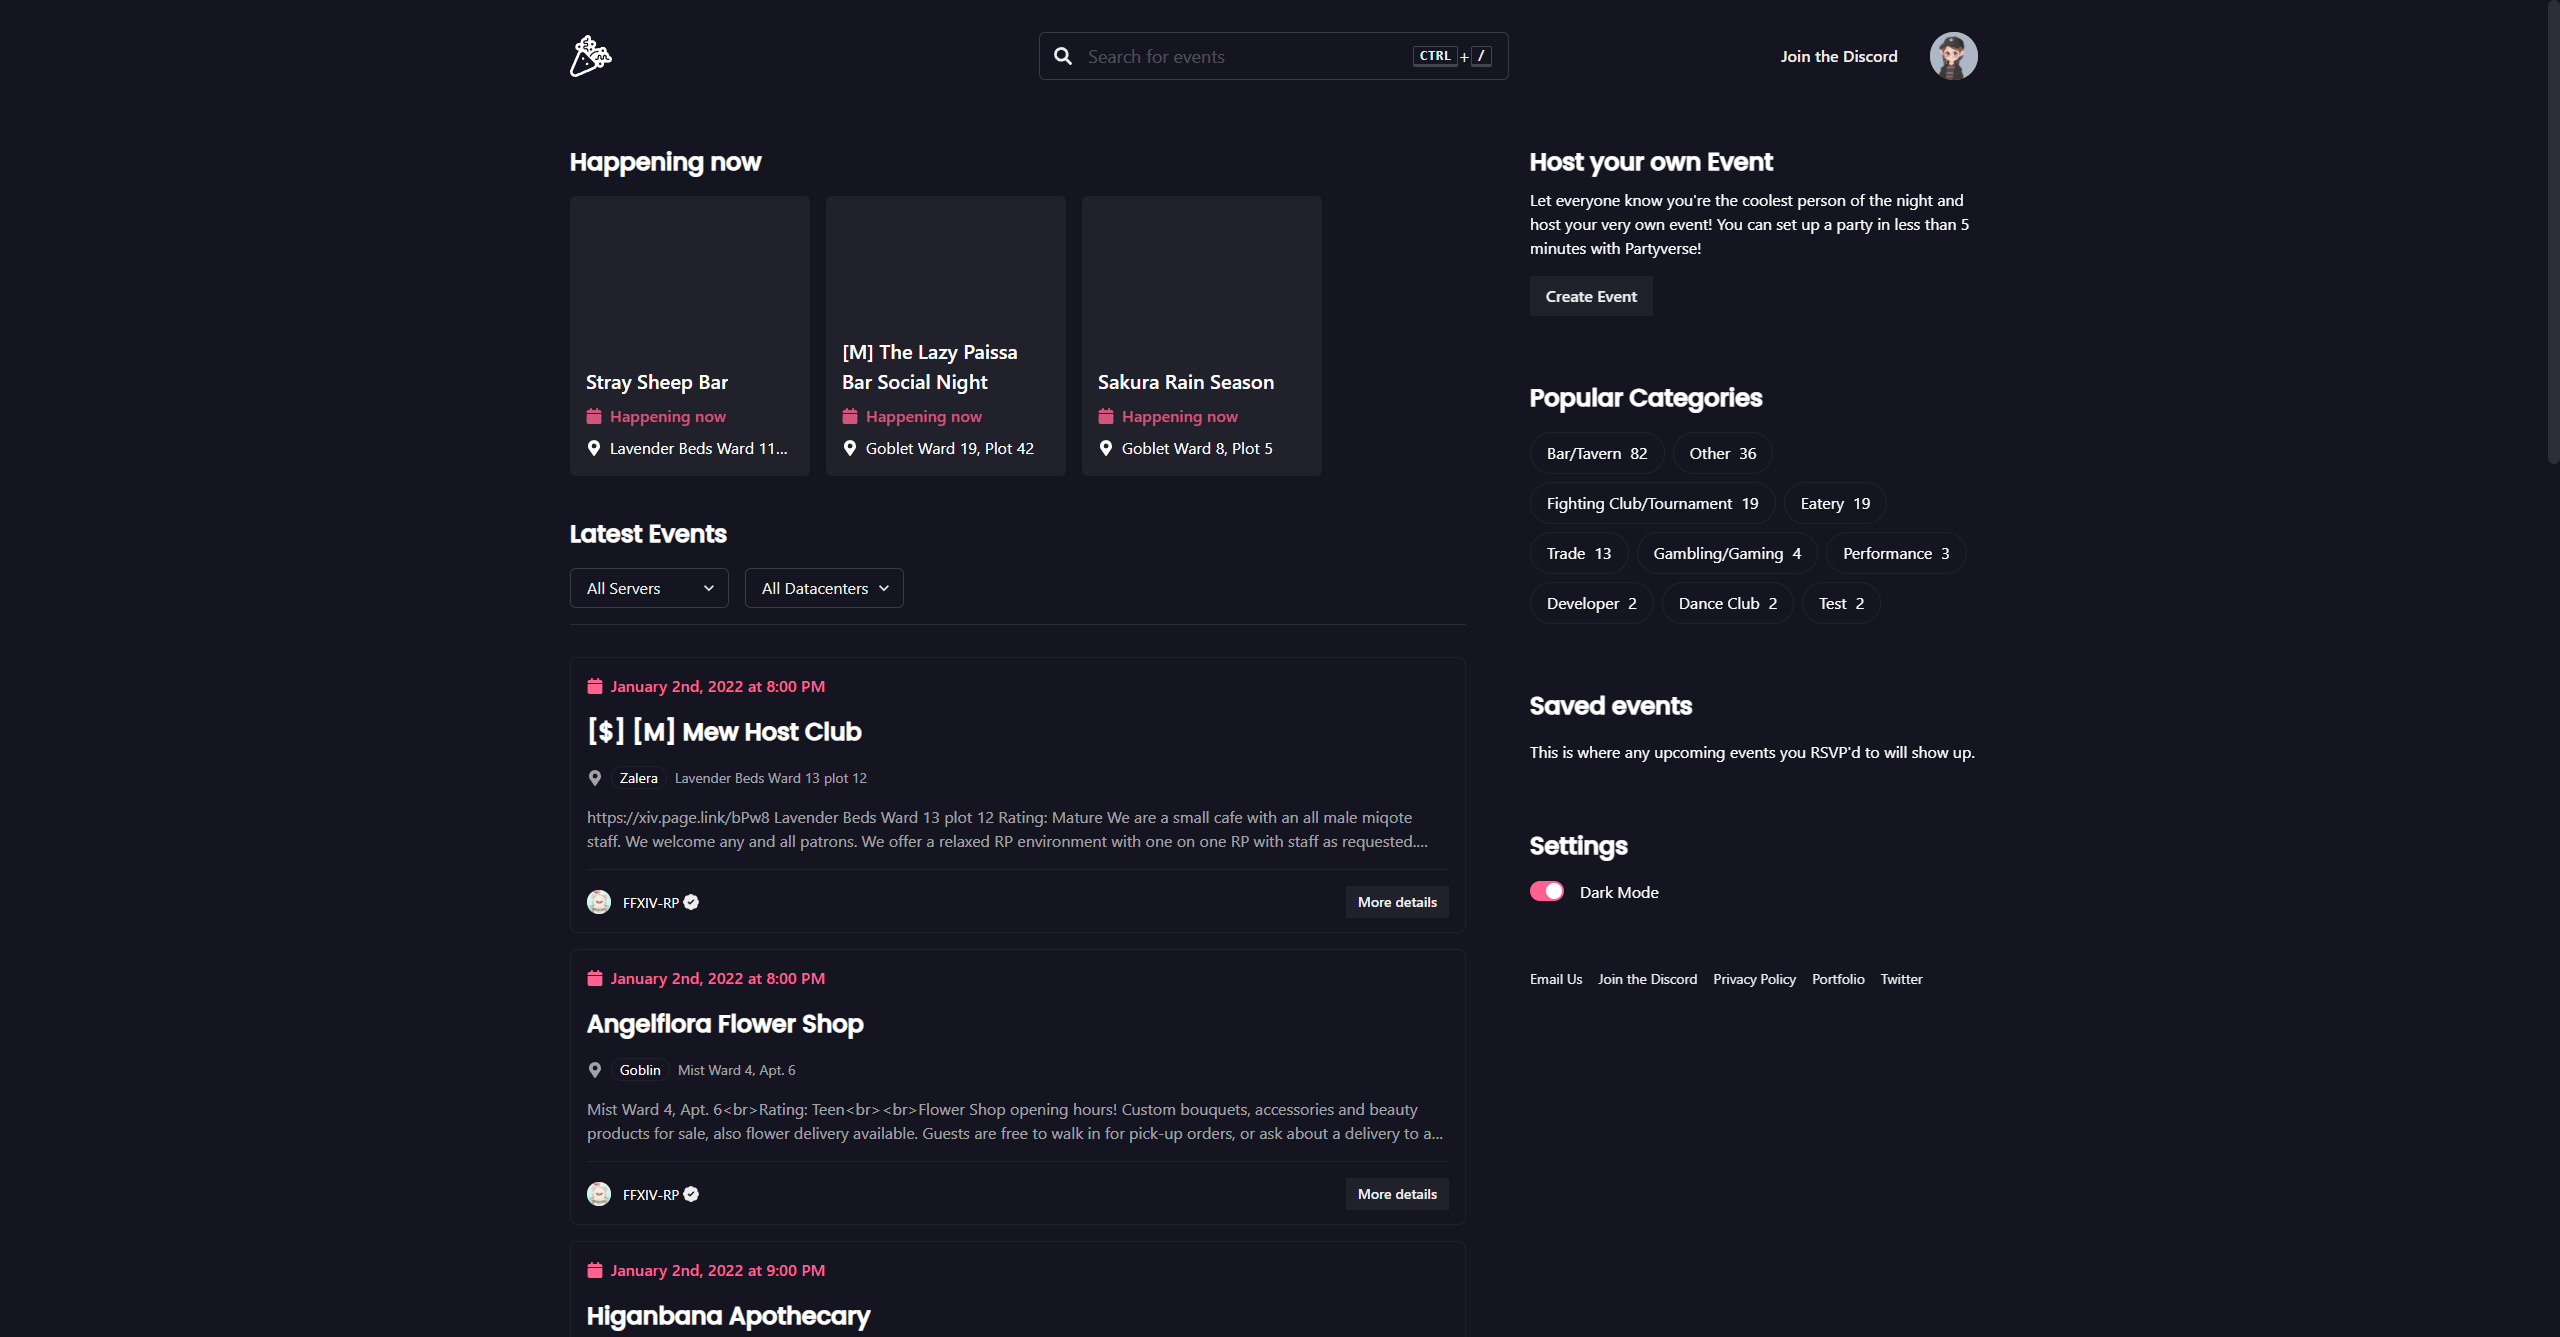 Search for events
CTRL + /
Join the Discord
Happening now
Stray Sheep Bar
Happening now
Lavender Beds Ward 11...
[M] The Lazy Paissa
Bar Social Night
Happening now
Goblet Ward 19, Plot 42
Sakura Rain Season
Happening now
Goblet Ward 8, Plot 5
Latest Events
All Servers
All Datacenters
January 2nd, 2022 at 8:00 PM
[$] [M] Mew Host Club
Zalera Lavender Beds Ward 13 plot 12
https://xiv.page.link/bPw8 Lavender Beds Ward 13 plot 12 Rating: Mature We are a small cafe with an all male miqote
staff. We welcome any and all patrons. We offer a relaxed RP environment with one on one RP with staff as requested....
FFXIV-RP
More details
January 2nd, 2022 at 8:00 PM
Angelflora Flower Shop
Goblin Mist Ward 4, Apt. 6
Mist Ward 4, Apt. 6<br>Rating: Teen<br><br>Flower Shop opening hours! Custom bouquets, accessories and beauty
products for sale, also flower delivery available. Guests are free to walk in for pick-up orders, or ask about a delivery to a...
FFXIV-RP
More details
January 2nd, 2022 at 9:00 PM
Higanbana Apothecary
Host your own Event
Let everyone know you're the coolest person of the night and
host your very own event! You can set up a party in less than 5
minutes with Partyverse!
Create Event
Popular Categories
Bar/Tavern 82 Other 36
Fighting Club/Tournament 19 Eatery 19
Trade 13 Gambling/Gaming 4 Performance 3
Developer 2 Dance Club 2 Test 2
Saved events
This is where any upcoming events you RSVP'd to will show up.
Settings
Dark Mode
Email Us Join the Discord Privacy Policy Portfolio Twitter